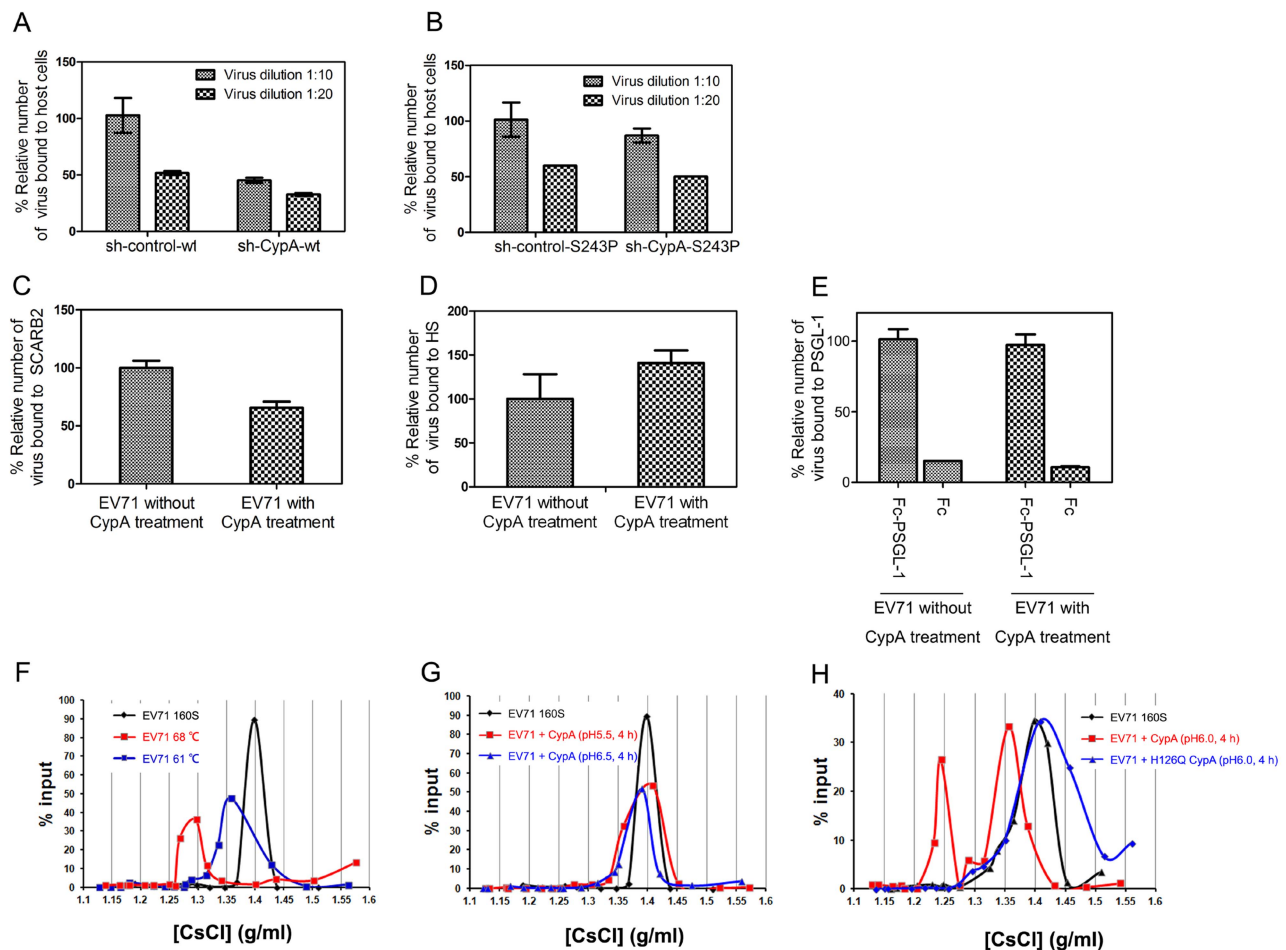 A
% Relative number
of virus bound to host cells
150
100
50
0
Virus dilution 1:10
Virus dilution 1:20
sh-control-wt
sh-CypA-wt
B
% Relative number
of virus bound to host cells
150
100
50
0
Virus dilution 1:10
Virus dilution 1:20
sh-control-S243P
sh-CypA-S243P
C
% Relative number of
virus bound to SCARB2
150
100
50
0
EV71 without
CypA treatment
EV71 with
CypA treatment
D
% Relative number
of virus bound to HS
200
150
100
50
0
EV71 without
CypA treatment
EV71 with
CypA treatment
E
% Relative number of
virus bound to PSGL-1
100
50
0
Fc-PSGL-1
Fc
Fc-PSGL-1
Fc
EV71 without
CypA treatment
EV71 with
CypA treatment
F
% input
100
90
80
70
60
50
40
30
20
10
0
EV71 160S
EV71 68 ℃
EV71 61 ℃
1.1 1.15 1.2 1.25 1.3 1.35 1.4 1.45 1.5 1.55 1.6
[CsCl] (g/ml)
G
% input
100
90
80
70
60
50
40
30
20
10
0
EV71 160S
EV71 + CypA (pH5.5, 4 h)
EV71 + CypA (pH6.5, 4 h)
1.1 1.15 1.2 1.25 1.3 1.35 1.4 1.45 1.5 1.55 1.6
[CsCl] (g/ml)
H
% input
40
30
20
10
0
EV71 160S
EV71 + CypA (pH6.0, 4 h)
EV71 + H126Q CypA (pH6.0, 4 h)
1.1 1.15 1.2 1.25 1.3 1.35 1.4 1.45 1.5 1.55 1.6
[CsCl] (g/ml)